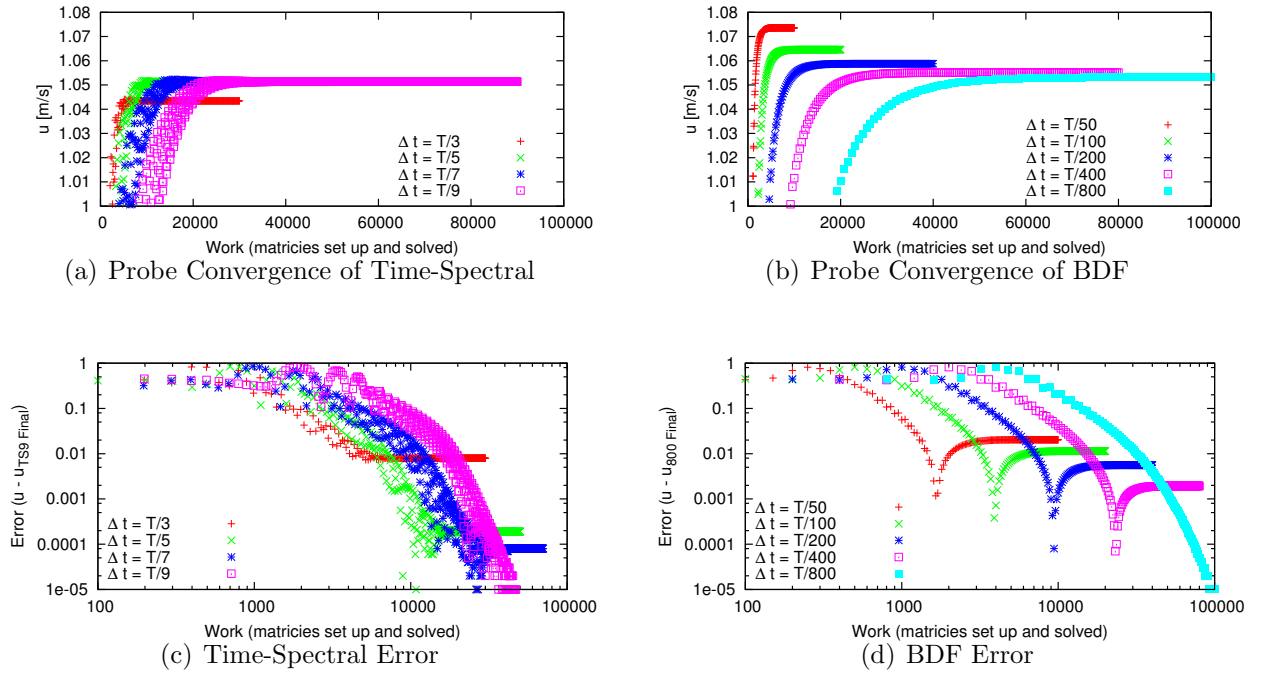 1.08
1.07
1.06
1.05
1.04
1.03
1.02
1.01
1
u [m/s]
0 20000 40000 60000 80000 100000
Work (matricies set up and solved)
Δ t = T/3
Δ t = T/5
Δ t = T/7
Δ t = T/9
(a) Probe Convergence of Time-Spectral
1.08
1.07
1.06
1.05
1.04
1.03
1.02
1.01
1
u [m/s]
0 20000 40000 60000 80000 100000
Work (matricies set up and solved)
Δ t = T/50
Δ t = T/100
Δ t = T/200
Δ t = T/400
Δ t = T/800
(b) Probe Convergence of BDF
1
0.1
0.01
0.001
0.0001
1e-05
Error (u - u_TS9 Final)
100 1000 10000 100000
Work (matricies set up and solved)
Δ t = T/3
Δ t = T/5
Δ t = T/7
Δ t = T/9
(c) Time-Spectral Error
1
0.1
0.01
0.001
0.0001
1e-05
Error (u - u_800 Final)
100 1000 10000 100000
Work (matricies set up and solved)
Δ t = T/50
Δ t = T/100
Δ t = T/200
Δ t = T/400
Δ t = T/800
(d) BDF Error